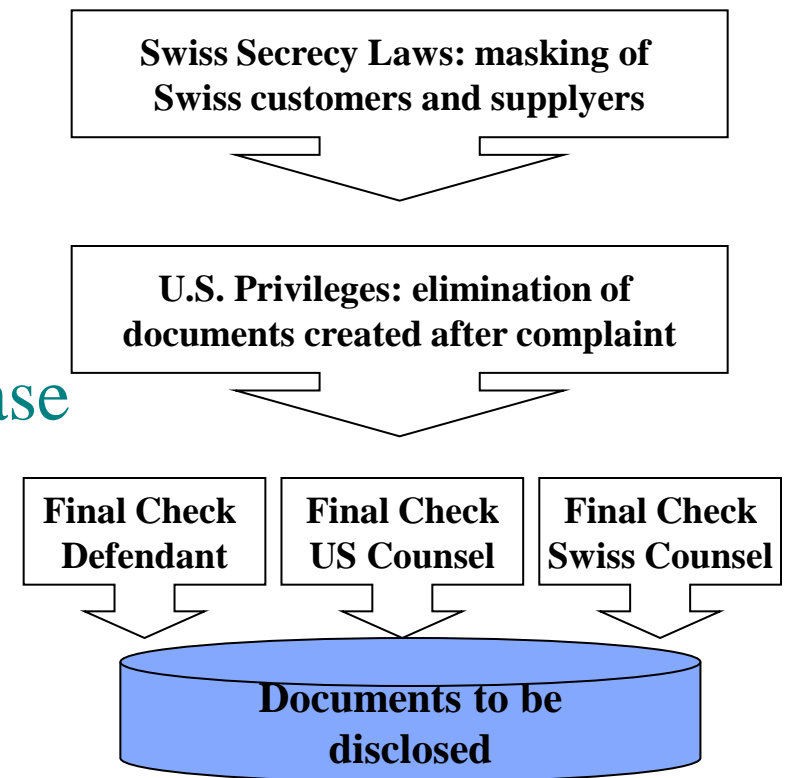 Swiss Secrecy Laws: masking of
Swiss customers and supplyers
U.S. Privileges: elimination of
documents created after complaint
ase
Final Check
Defendant
Final Check
US Counsel
Final Check
Swiss Counsel
Documents to be
disclosed